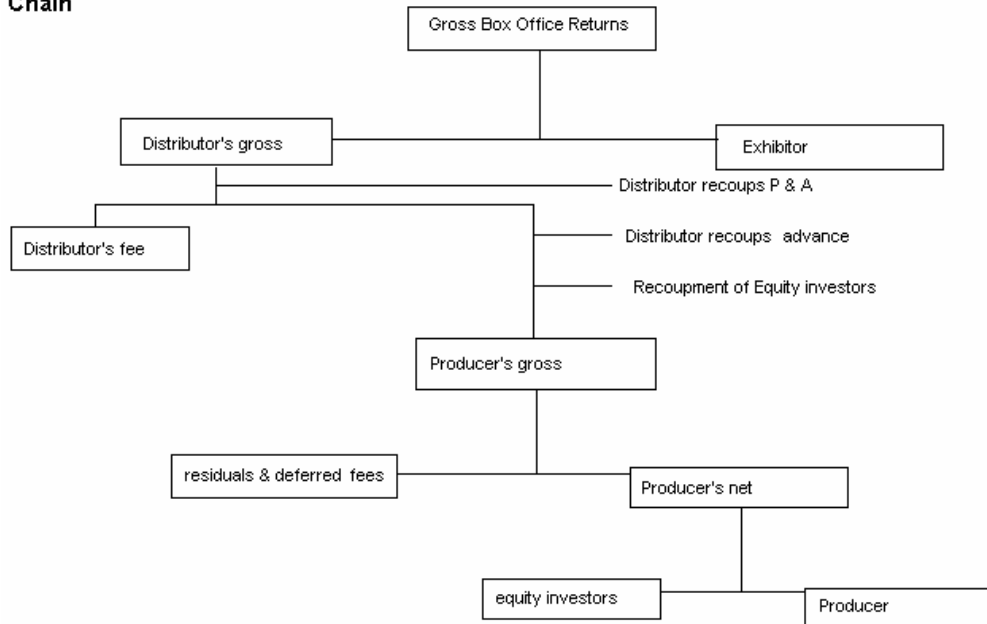 Chain
Gross Box Office Returns
Distributor's gross
Exhibitor
Distributor recoups P & A
Distributor's fee
Distributor recoups advance
Recoupment of Equity investors
Producer's gross
residuals & deferred fees
Producer's net
equity investors
Producer